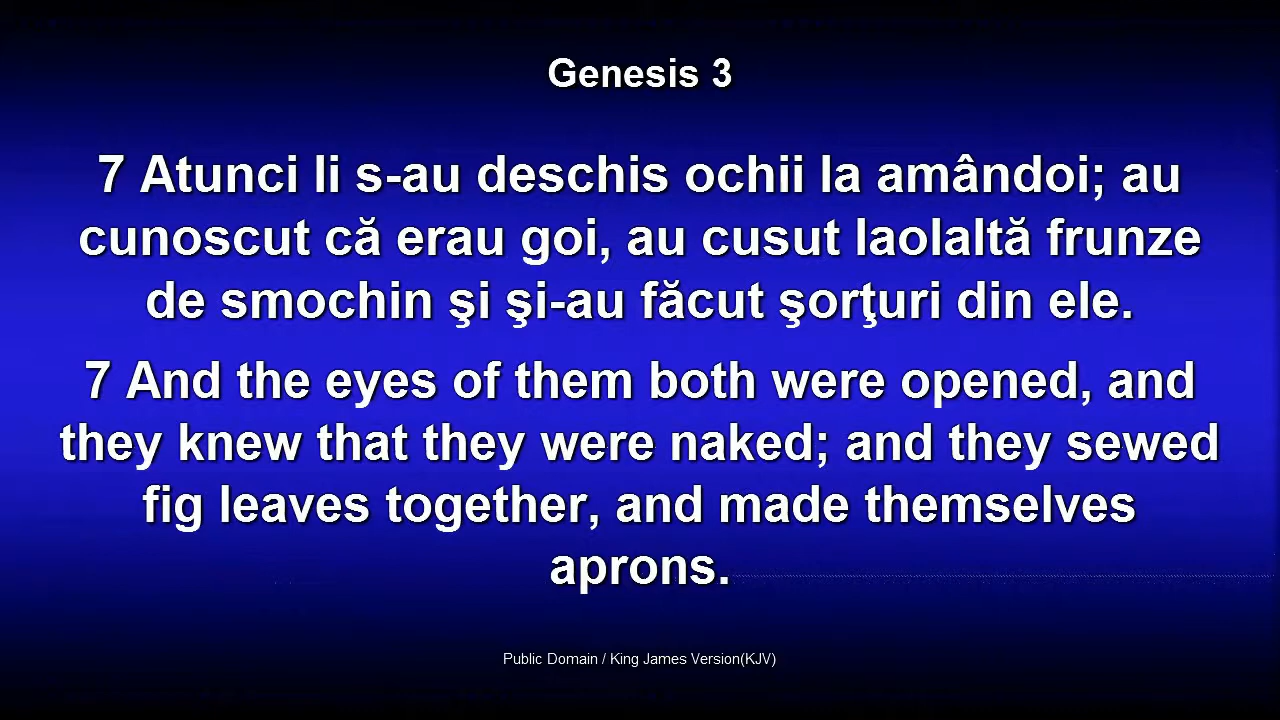 Genesis 3
7 Atunci li s-au deschis ochii la amândoi; au
cunoscut că erau goi, au cusut laolaltă frunze
de smochin şi şi-au făcut şorţuri din ele.
7 And the eyes of them both were opened, and
they knew that they were naked; and they sewed
fig leaves together, and made themselves
aprons.
Public Domain / King James Version(KJV)